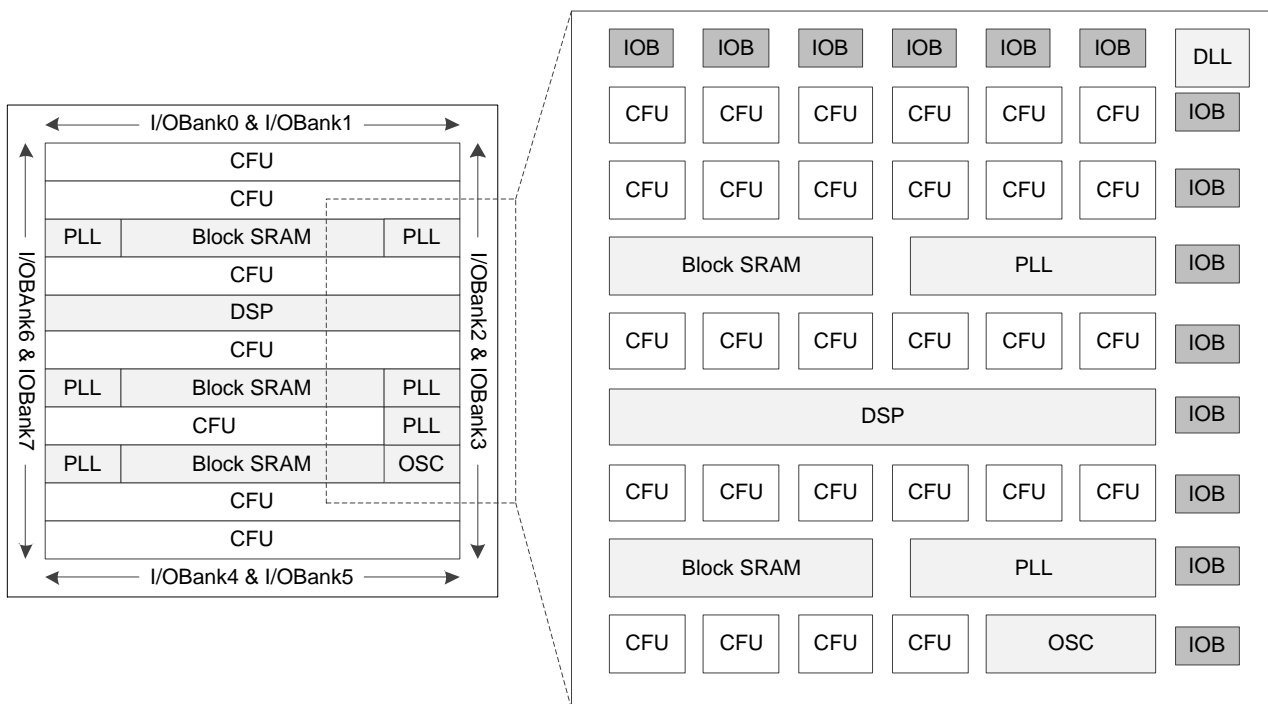 I/OBank0 & I/OBank1
CFU
CFU
PLL Block SRAM PLL
CFU
DSP
CFU
PLL Block SRAM PLL
CFU PLL
PLL Block SRAM OSC
CFU
CFU
I/OBank4 & I/OBank5
I/OBAnk6 & IOBank7
I/OBank2 & IOBank3
IOB IOB IOB IOB IOB IOB DLL
CFU CFU CFU CFU CFU CFU IOB
CFU CFU CFU CFU CFU CFU IOB
Block SRAM PLL IOB
CFU CFU CFU CFU CFU CFU IOB
DSP IOB
CFU CFU CFU CFU CFU CFU IOB
Block SRAM PLL IOB
CFU CFU CFU CFU OSC IOB